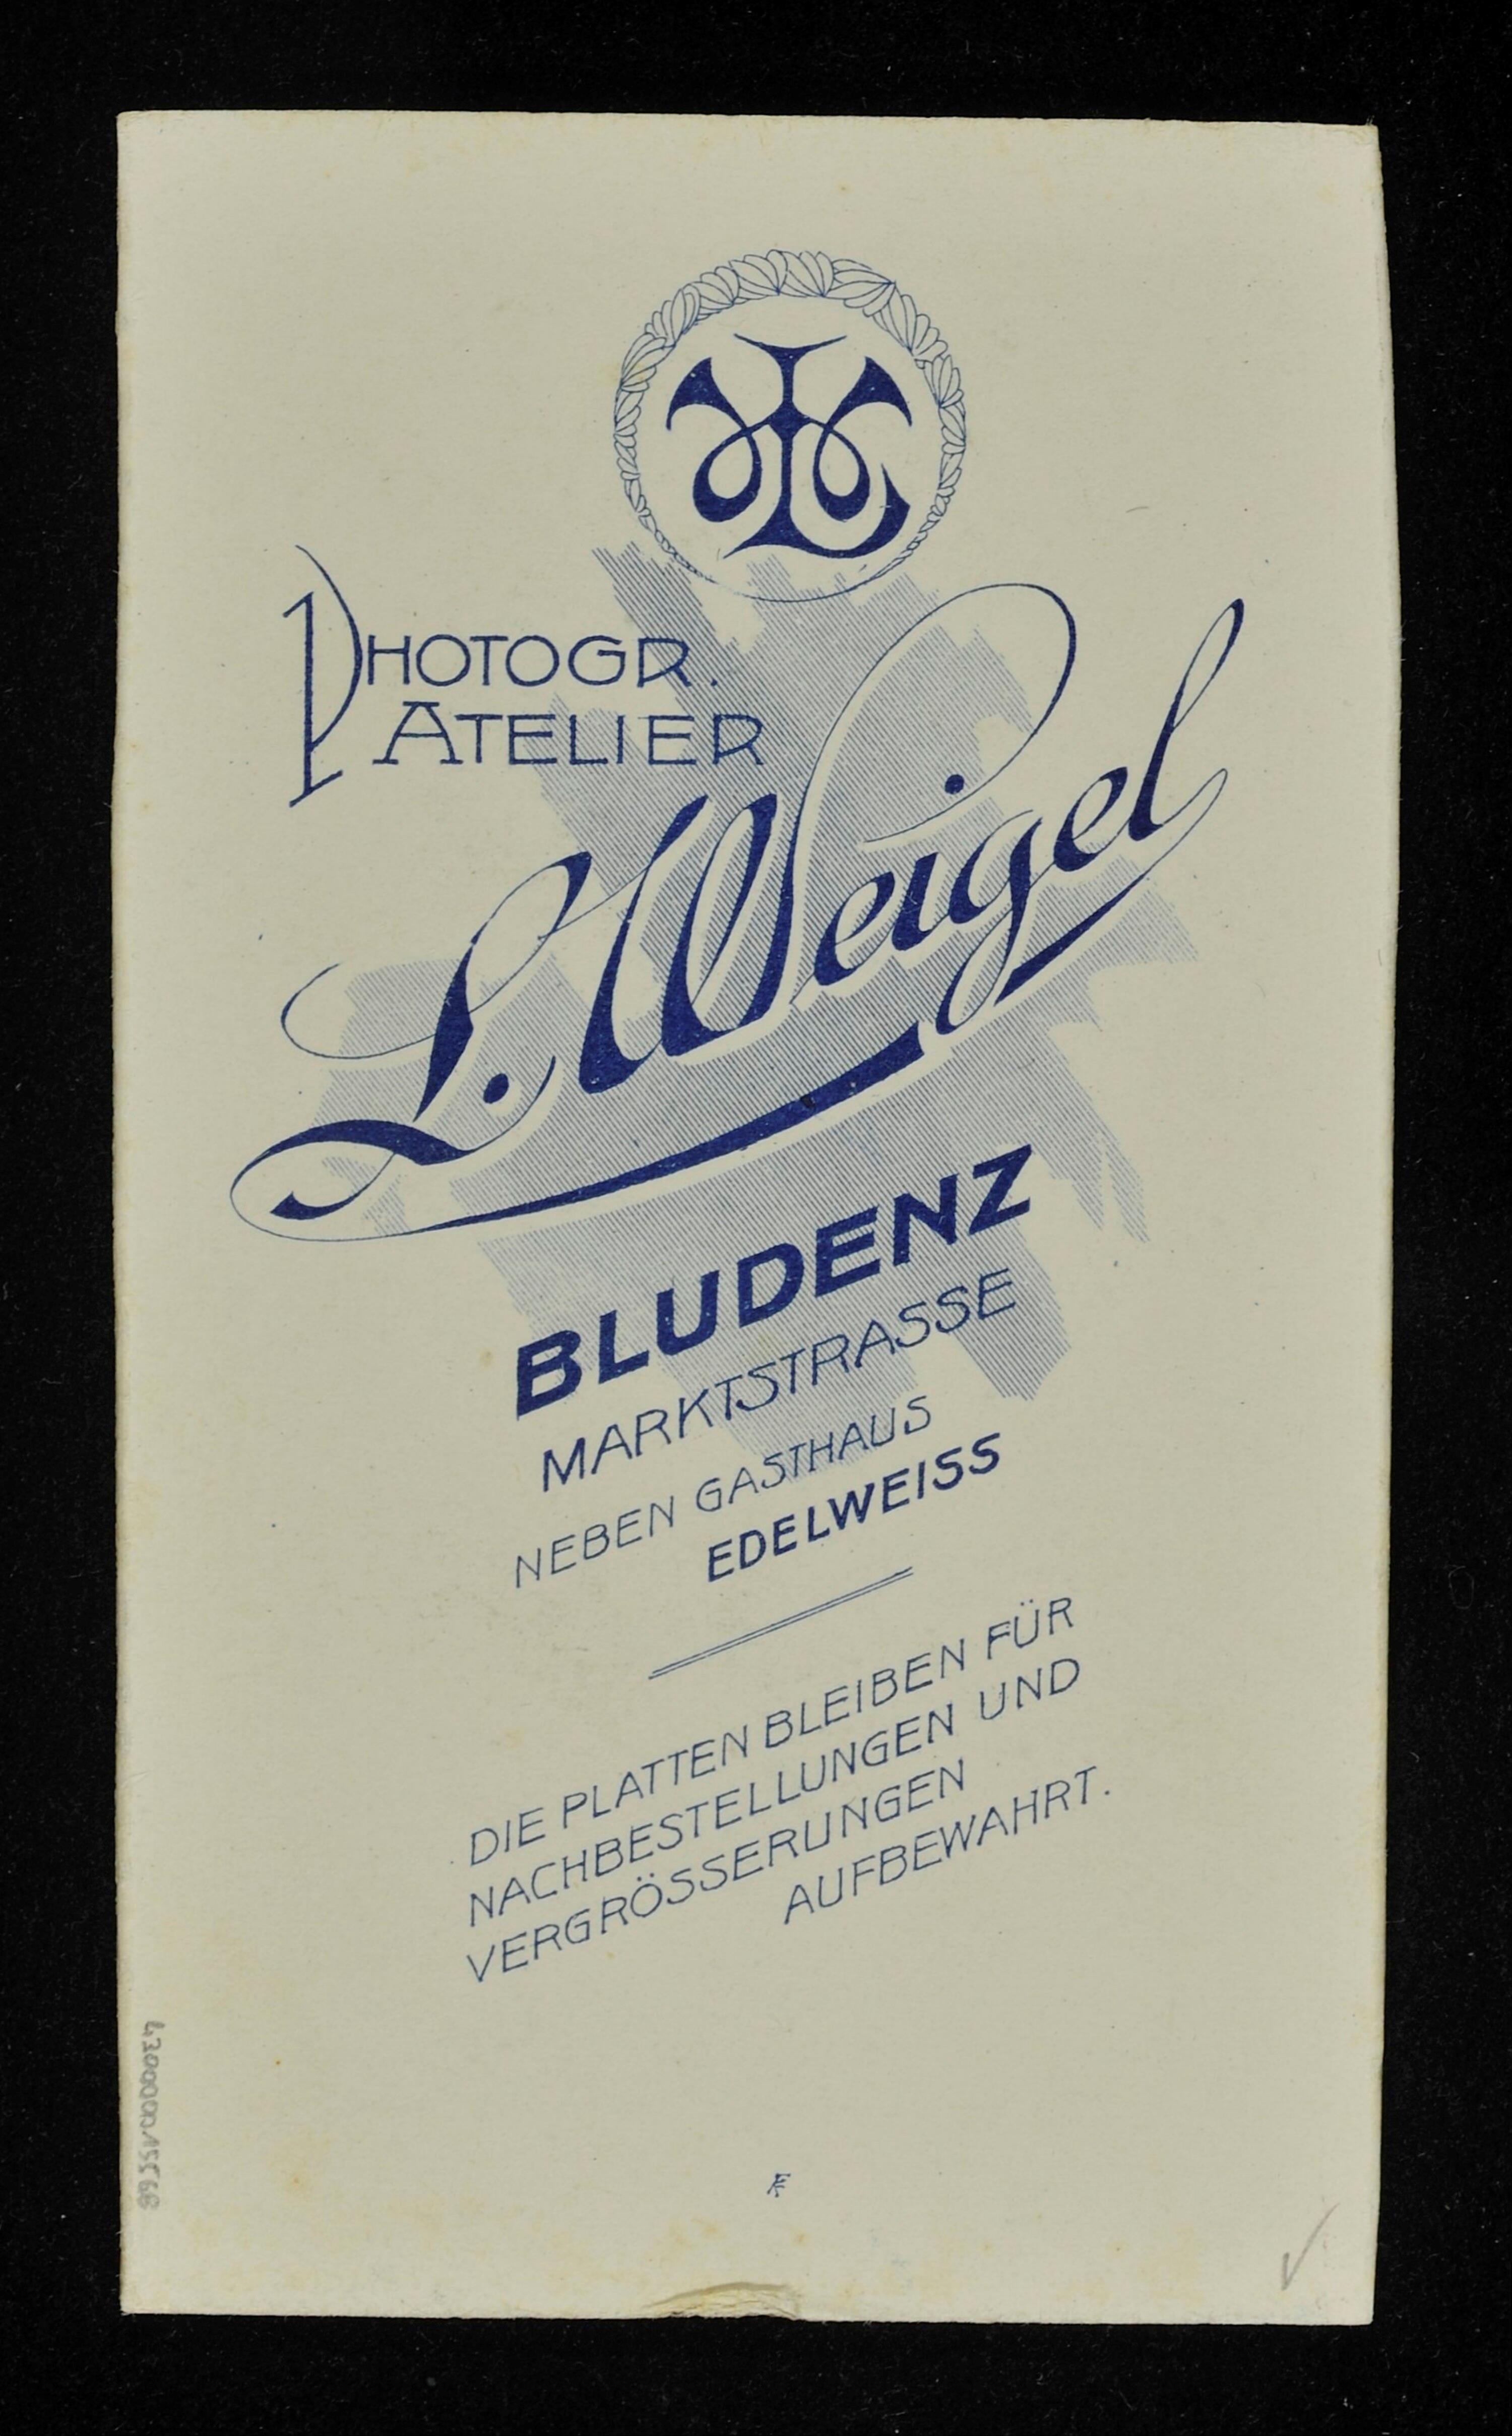 PHOTOGR.
ATELIER
L. Weigel
BLUDENZ
MARKTSTRASSE
NEBEN GASTHAUS
EDELWEISS
DIE PLATTEN BLEIBEN FÜR
NACHBESTELLUNGEN UND
VERGRÖSSERUNGEN
AUFBEWAHRT.